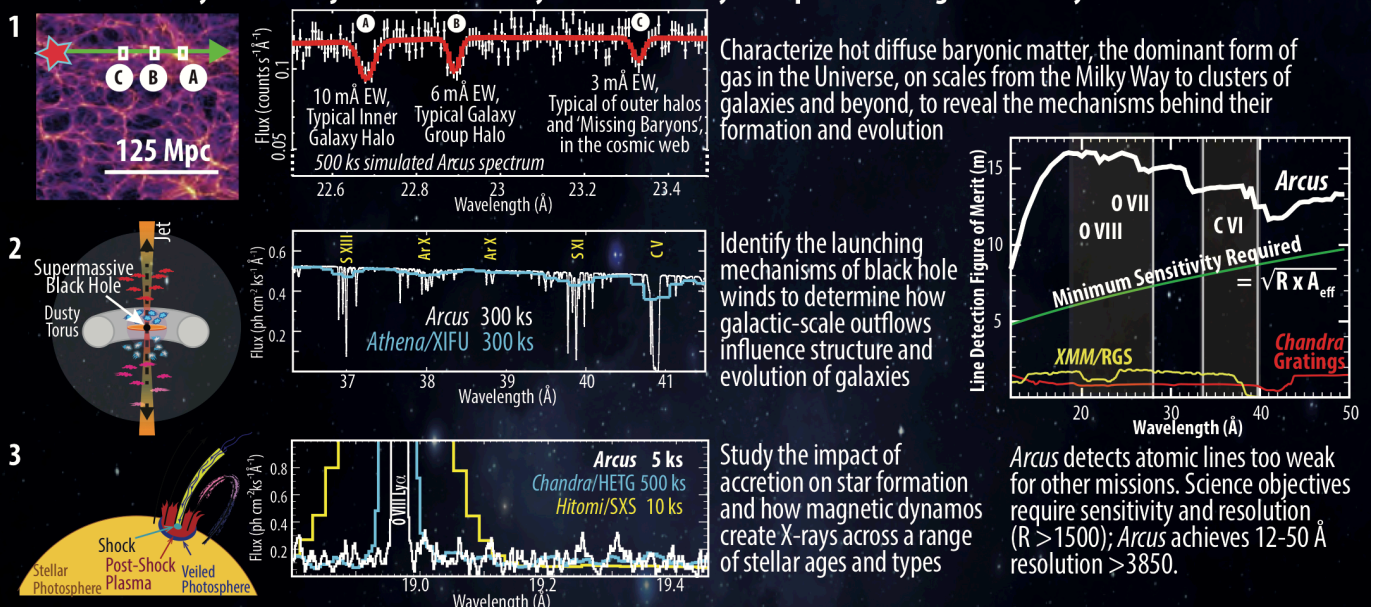 1
C B A
125 Mpc
Flux (counts s⁻¹Å⁻¹)
0.1
0.05
A
B
C
10 mÅ EW,
Typical Inner
Galaxy Halo
6 mÅ EW,
Typical Galaxy
Group Halo
3 mÅ EW,
Typical of outer halos
and 'Missing Baryons',
in the cosmic web
500 ks simulated Arcus spectrum
22.6 22.8 23 23.2 23.4
Wavelength (Å)
Characterize hot diffuse baryonic matter, the dominant form of
gas in the Universe, on scales from the Milky Way to clusters of
galaxies and beyond, to reveal the mechanisms behind their
formation and evolution
2
Jet
Supermassive
Black Hole
Dusty
Torus
Flux (ph cm⁻² ks⁻¹Å⁻¹)
0.6
0.4
0.2
S XIII
Ar X
Ar X
S XI
C V
Arcus 300 ks
Athena/XIFU 300 ks
37 38 39 40 41
Wavelength (Å)
Identify the launching
mechanisms of black hole
winds to determine how
galactic-scale outflows
influence structure and
evolution of galaxies
3
Shock
Post-Shock
Plasma
Stellar
Photosphere
Veiled
Photosphere
Flux (ph cm⁻²ks⁻¹Å⁻¹)
0.8
0.6
0.4
0.2
O VIII Lyα
Arcus 5 ks
Chandra/HETG 500 ks
Hitomi/SXS 10 ks
19.0 19.2 19.4
Wavelength (Å)
Study the impact of
accretion on star formation
and how magnetic dynamos
create X-rays across a range
of stellar ages and types
Line Detection Figure of Merit (m)
15
10
5
Arcus
O VII
O VIII
C VI
Minimum Sensitivity Required
= √R x Aeff
XMM/RGS
Chandra
Gratings
20 30 40 50
Wavelength (Å)
Arcus detects atomic lines too weak
for other missions. Science objectives
require sensitivity and resolution
(R >1500); Arcus achieves 12-50 Å
resolution >3850.